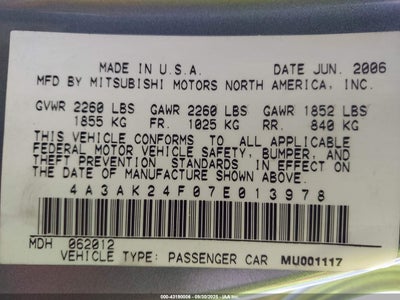 MADE IN U.S.A. DATE JUN. 2006
MFD BY MITSUBISHI MOTORS NORTH AMERICA, INC.
GVWR 2260 LBS GAWR 2260 LBS GAWR 1852 LBS
1855 KG FR. 1025 KG RR. 840 KG
THIS VEHICLE CONFORMS TO ALL APPLICABLE
FEDERAL MOTOR VEHICLE SAFETY, BUMPER, AND
THEFT PREVENTION STANDARDS IN EFFECT ON
THE DATE OF MANUFACTURE SHOWN ABOVE.
4A3AK24F07E013978
MDH 062012
VEHICLE TYPE: PASSENGER CAR MU001117